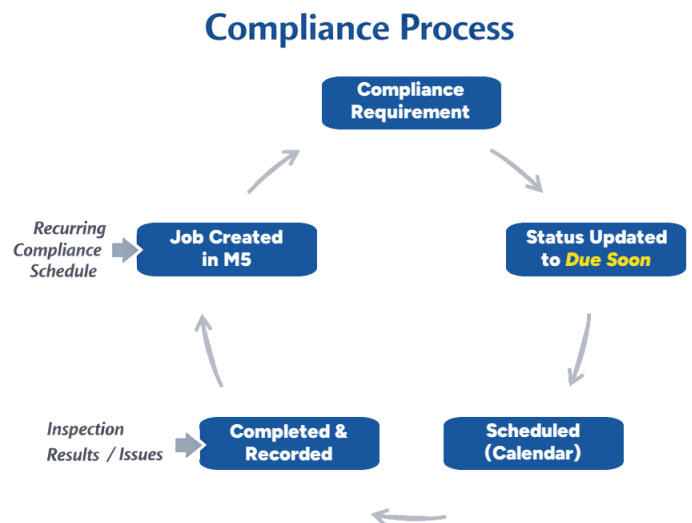 Compliance Process
Compliance
Requirement
Status Updated
to Due Soon
Scheduled
(Calendar)
Completed &
Recorded
Inspection
Results / Issues
Job Created
in M5
Recurring
Compliance
Schedule